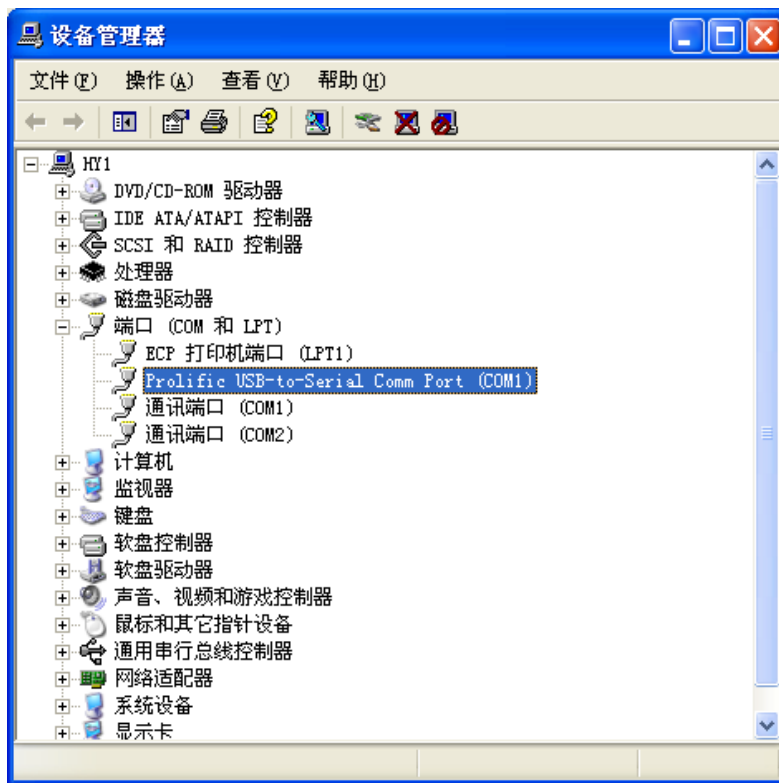 设备管理器
文件(F) 操作(A) 查看(V) 帮助(H)
HY1
DVD/CD-ROM 驱动器
IDE ATA/ATAPI 控制器
SCSI 和 RAID 控制器
处理器
磁盘驱动器
端口 (COM 和 LPT)
ECP 打印机端口 (LPT1)
Prolific USB-to-Serial Comm Port (COM1)
通讯端口 (COM1)
通讯端口 (COM2)
计算机
监视器
键盘
软盘控制器
软盘驱动器
声音、视频和游戏控制器
鼠标和其它指针设备
通用串行总线控制器
网络适配器
系统设备
显示卡